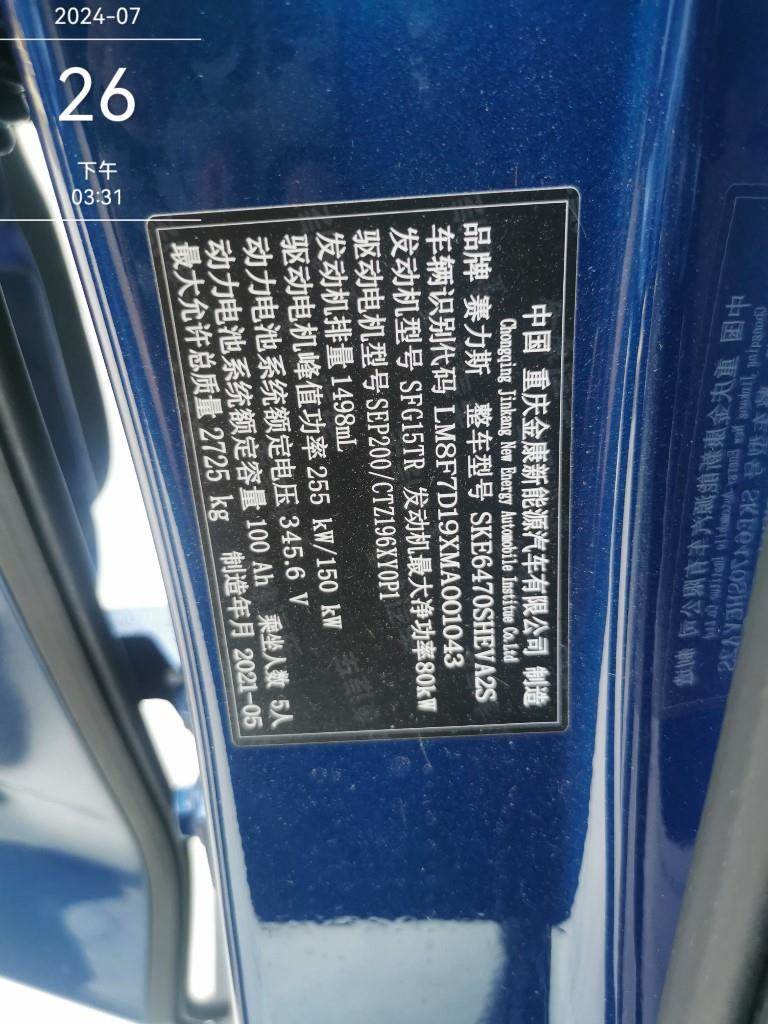 2024-07
26
下午
03:31
中国 重庆金康新能源汽车有限公司 制造
Chongqing Jinkang New Energy Automobile Institue Co.Ltd
品牌 赛力斯 整车型号 SKE6470SHEVA2S
车辆识别代码 LM8F7D19XMA001043
发动机型号 SFG15TR 发动机最大净功率80kW
驱动电机型号SEP200/CTZ196XY0P1
发动机排量 1498mL
驱动电机峰值功率 255 kW/150 kW
动力电池系统额定电压 345.6 V 乘坐人数 5人
动力电池系统额定容量 100 Ah
最大允许总质量 2725 kg 制造年月 2021-05